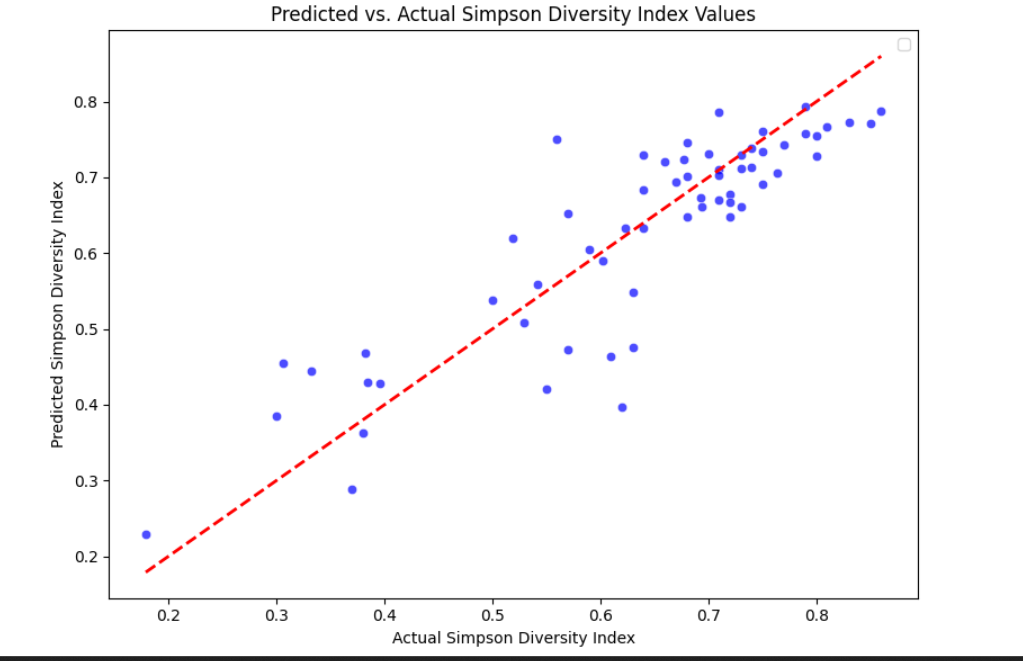 Predicted vs. Actual Simpson Diversity Index Values
Predicted Simpson Diversity Index
0.8
0.7
0.6
0.5
0.4
0.3
0.2
0.2 0.3 0.4 0.5 0.6 0.7 0.8
Actual Simpson Diversity Index